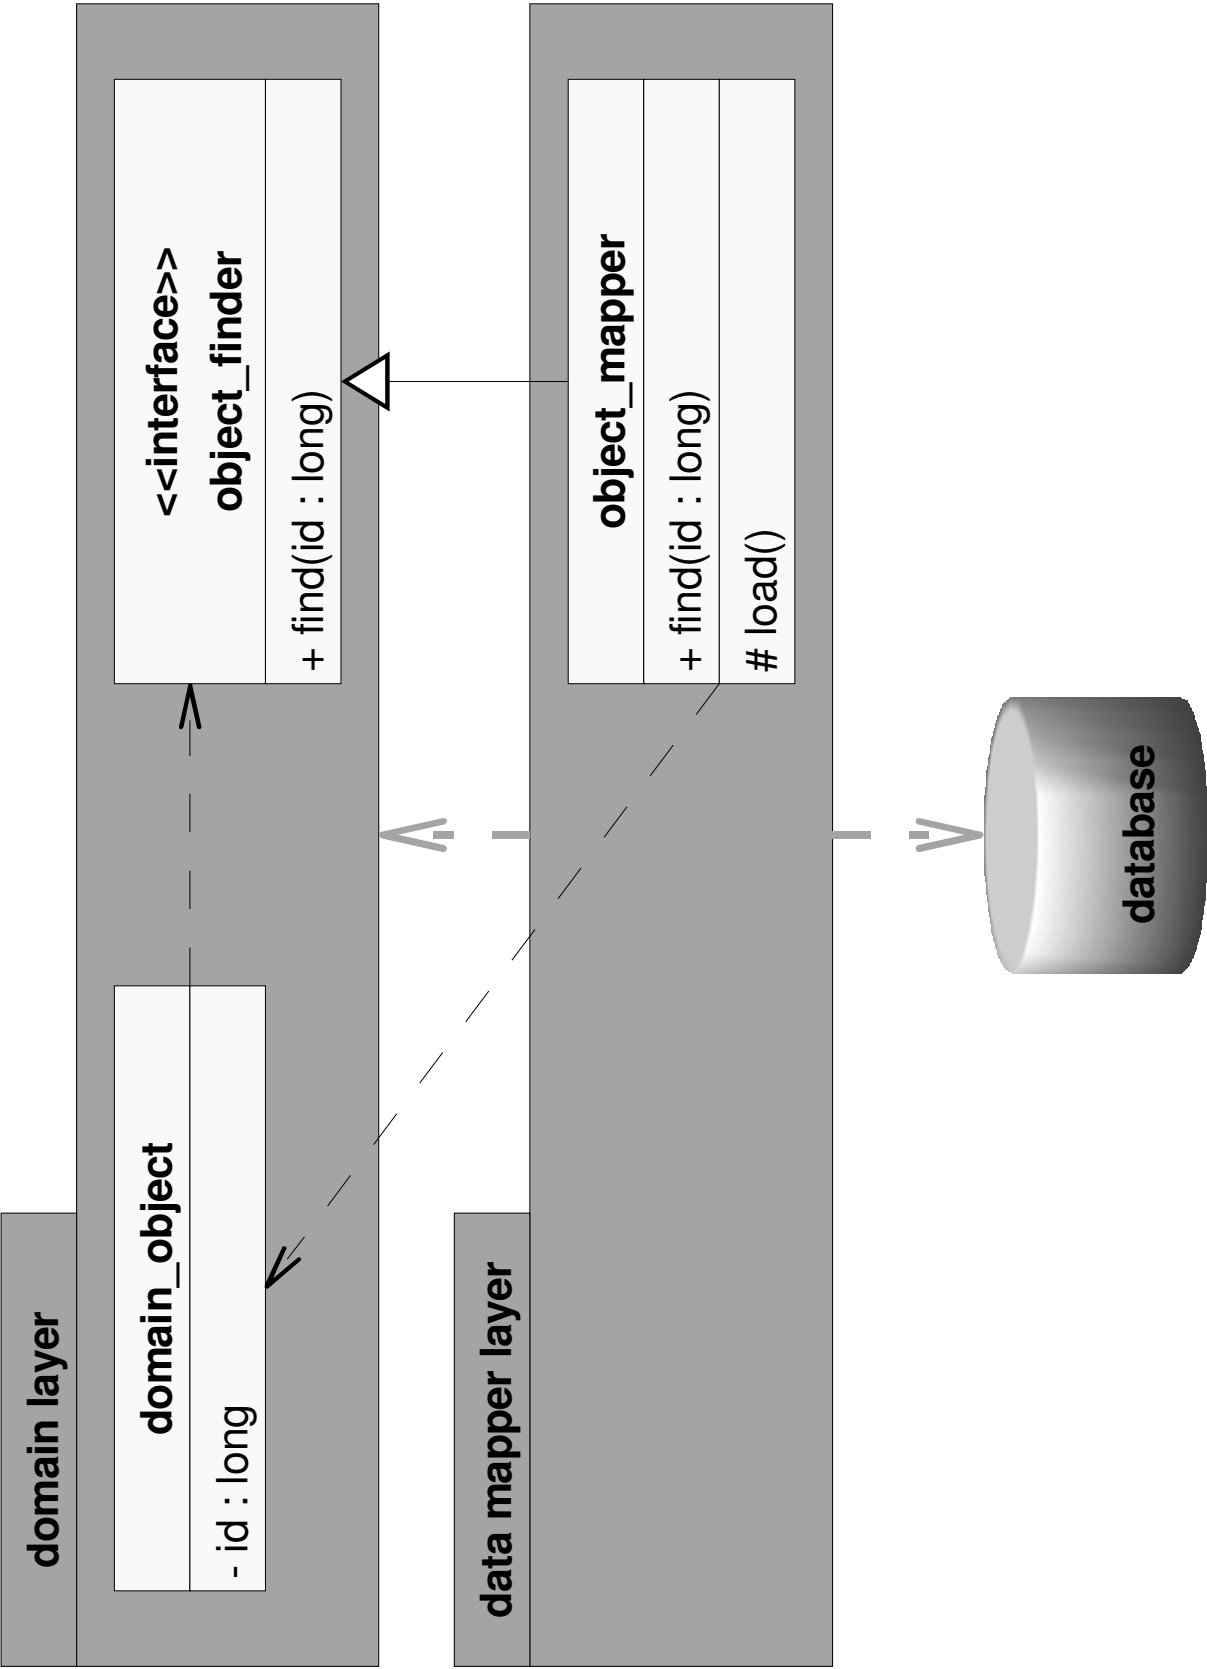 domain layer
domain_object
- id : long
<<interface>>
object_finder
+ find(id : long)
data mapper layer
object_mapper
+ find(id : long)
# load()
database